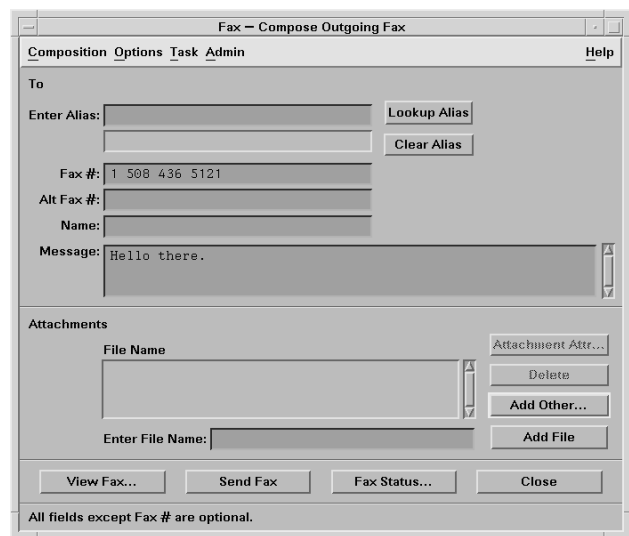 Fax — Compose Outgoing Fax
Composition Options Task Admin Help
To
Enter Alias: Lookup Alias
Clear Alias
Fax #: 1 508 436 5121
Alt Fax #:
Name:
Message: Hello there.
Attachments
File Name
Attachment Attr...
Delete
Add Other...
Enter File Name: Add File
View Fax... Send Fax Fax Status... Close
All fields except Fax # are optional.